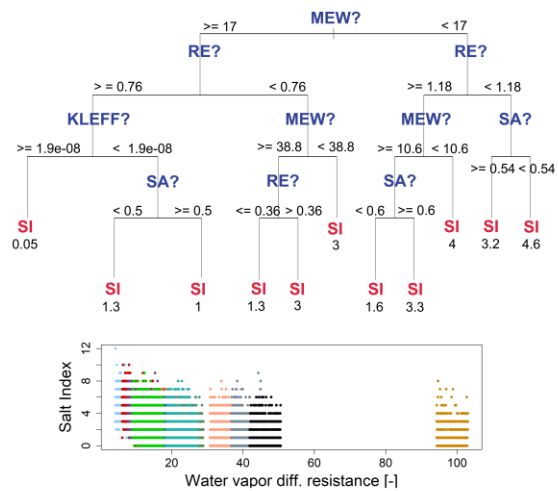 MEW?
>= 17 < 17
RE? RE?
> = 0.76 < 0.76 >= 1.18 < 1.18
KLEFF? MEW? MEW? SA?
>= 1.9e-08 < 1.9e-08 >= 38.8 < 38.8 >= 10.6 < 10.6 >= 0.54 < 0.54
SA? RE? SA?
< 0.5 >= 0.5 <= 0.36 > 0.36 < 0.6 >= 0.6
SI SI SI SI SI
0.05 3 4 3.2 4.6
SI SI SI SI SI SI
1.3 1 1.3 3 1.6 3.3
Salt Index
12
8
6
4
2
0
20 40 60 80 100
Water vapor diff. resistance [-]